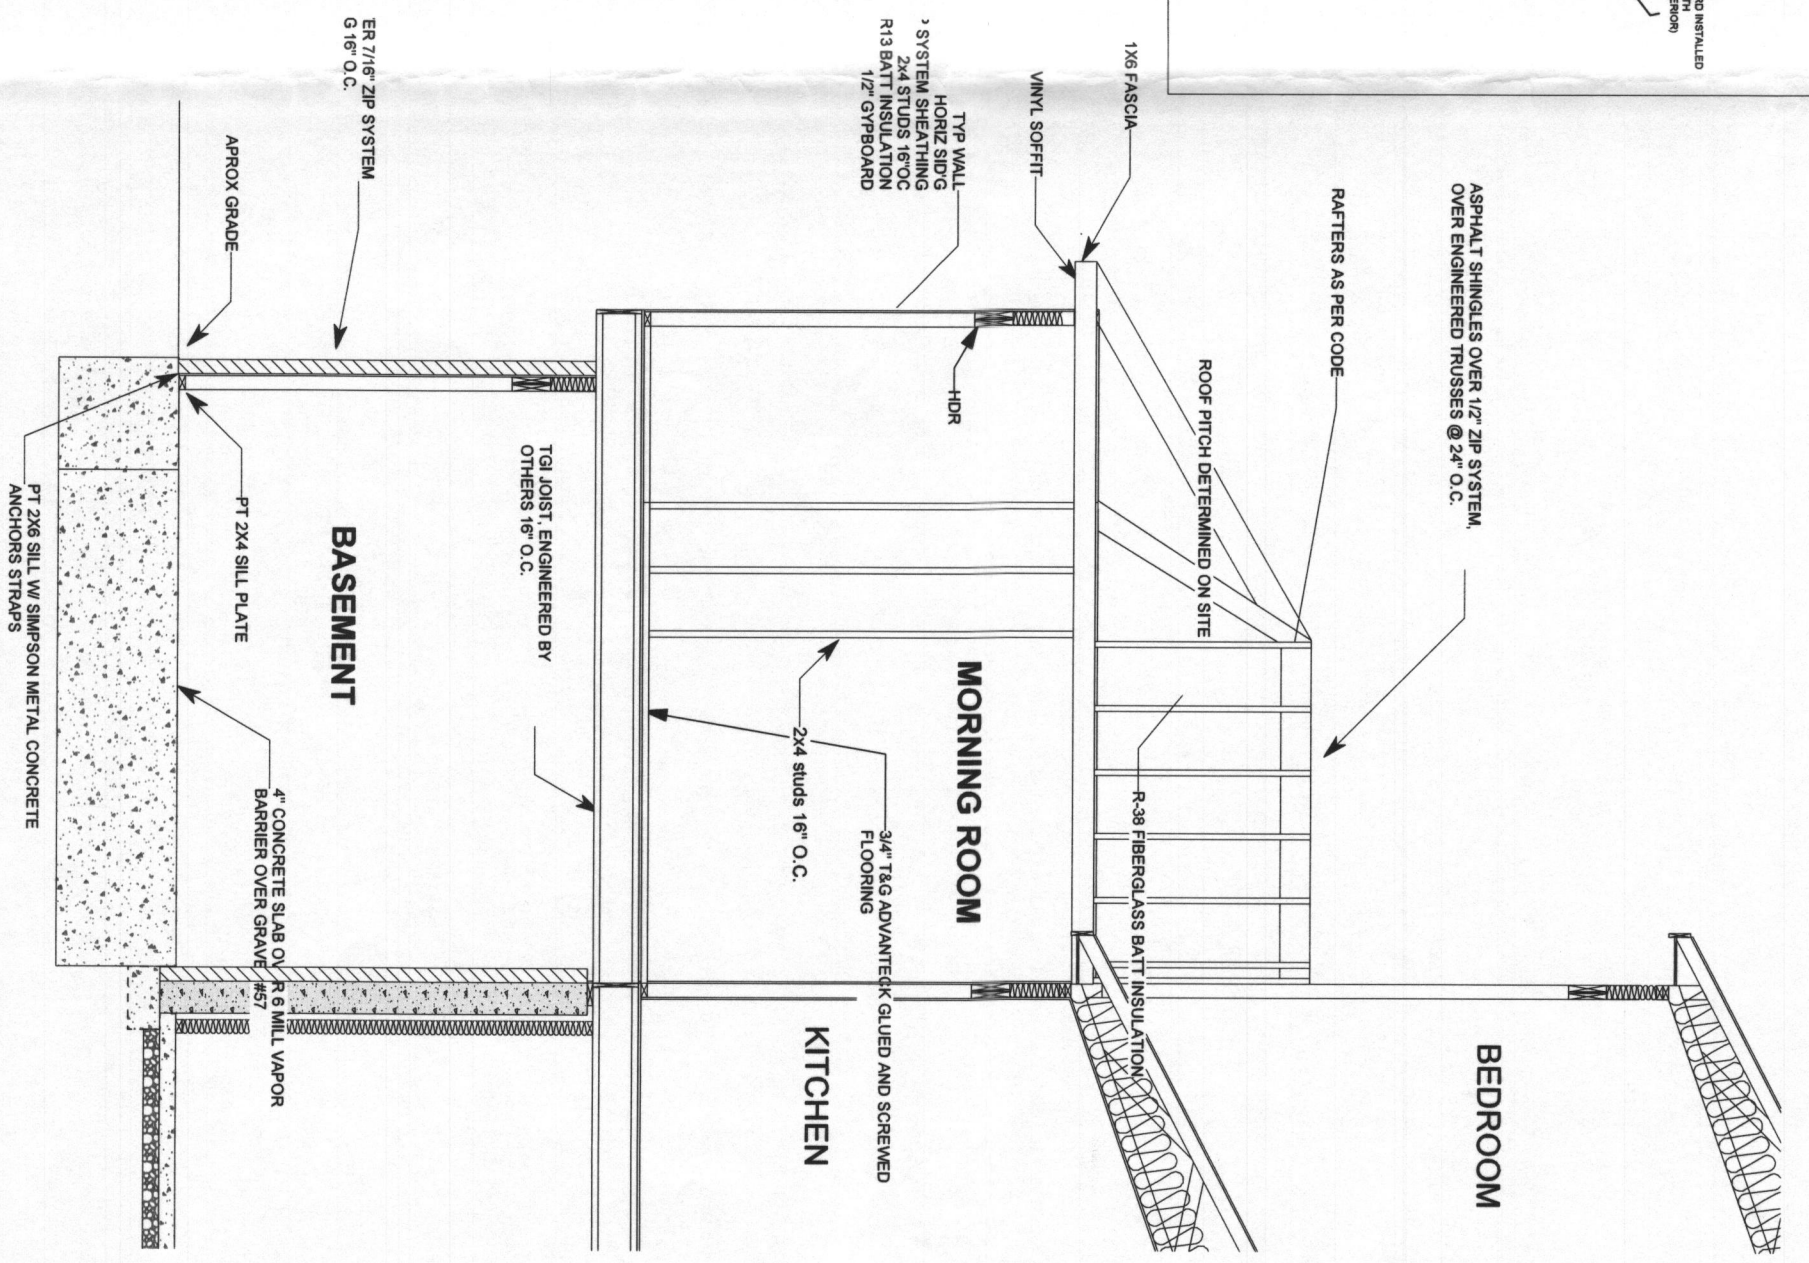 RD INSTALLED
TH
ERIOR)
ASPHALT SHINGLES OVER 1/2" ZIP SYSTEM,
OVER ENGINEERED TRUSSES @ 24" O.C.
RAFTERS AS PER CODE
ROOF PITCH DETERMINED ON SITE
1X6 FASCIA
VINYL SOFFIT
R-38 FIBERGLASS BATT INSULATION
BEDROOM
TYP WALL
HORIZ SID'G
SYSTEM SHEATHING
2x4 STUDS 16"OC
R13 BATT INSULATION
1/2" GYPBOARD
HDR
MORNING ROOM
3/4" T&G ADVANTECK GLUED AND SCREWED
FLOORING
2x4 studs 16" O.C.
KITCHEN
TGI JOIST, ENGINEERED BY
OTHERS 16" O.C.
ER 7/16" ZIP SYSTEM
G 16" O.C.
BASEMENT
APROX GRADE
PT 2X4 SILL PLATE
4" CONCRETE SLAB OV R 6 MILL VAPOR
BARRIER OVER GRAVE #57
PT 2X6 SILL W/ SIMPSON METAL CONCRETE
ANCHORS STRAPS